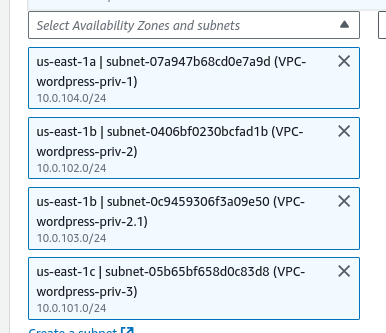 Select Availability Zones and subnets
us-east-1a | subnet-07a947b68cd0e7a9d (VPC-
wordpress-priv-1)
10.0.104.0/24
us-east-1b | subnet-0406bf0230bcfad1b (VPC-
wordpress-priv-2)
10.0.102.0/24
us-east-1b | subnet-0c9459306f3a09e50 (VPC-
wordpress-priv-2.1)
10.0.103.0/24
us-east-1c | subnet-05b65bf658d0c83d8 (VPC-
wordpress-priv-3)
10.0.101.0/24
Create a subnet